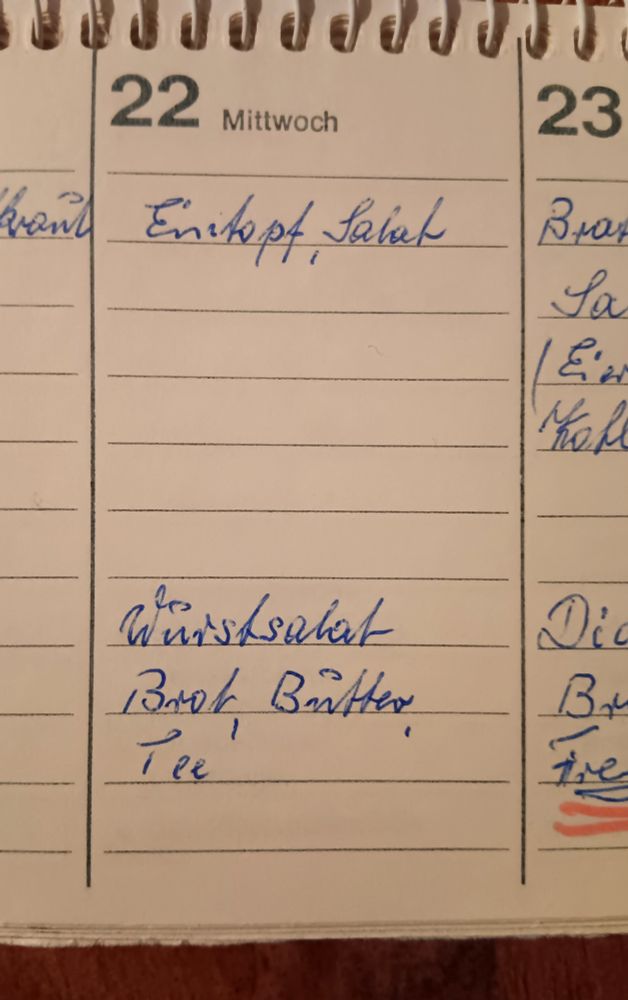 22 Mittwoch
Eintopf, Salat
Wurstsalat
Brot, Butter,
Tee
23